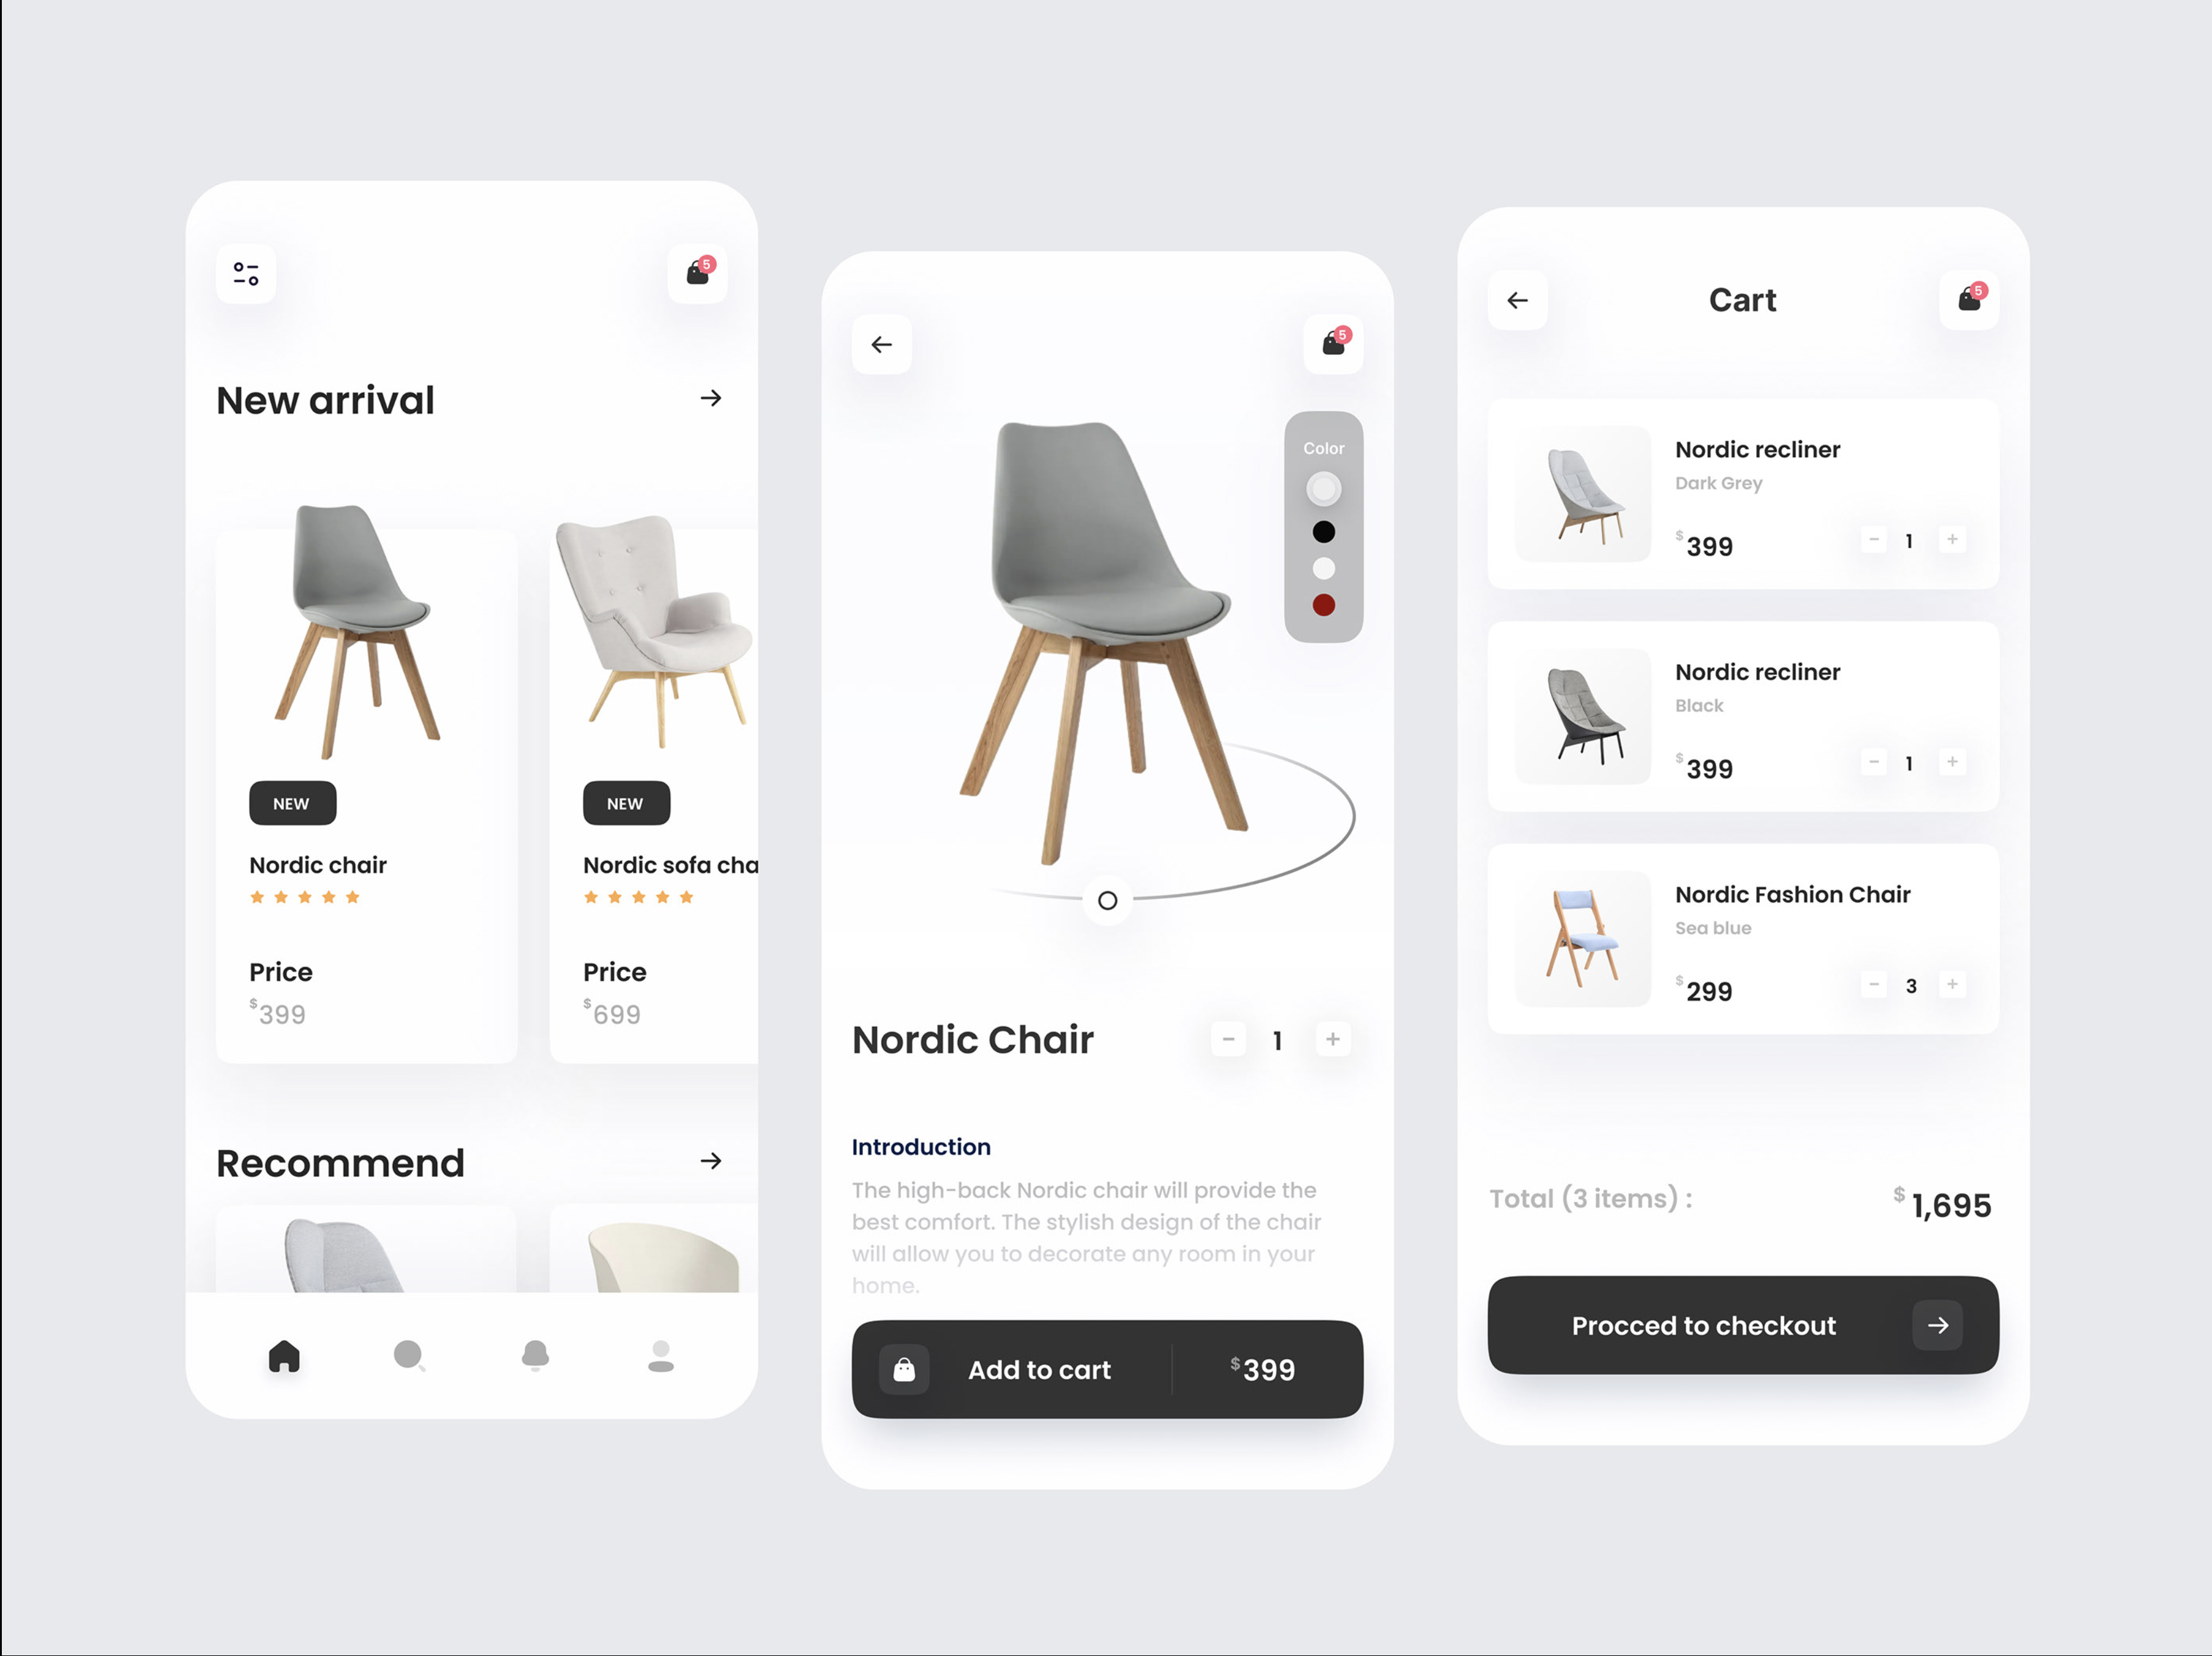 5
New arrival
NEW
Nordic chair
Price
$399
NEW
Nordic sofa cha
Price
$699
Recommend
5
Color
Nordic Chair
- 1 +
Introduction
The high-back Nordic chair will provide the
best comfort. The stylish design of the chair
will allow you to decorate any room in your
home.
Add to cart
$399
Cart
5
Nordic recliner
Dark Grey
$399
- 1 +
Nordic recliner
Black
$399
- 1 +
Nordic Fashion Chair
Sea blue
$299
- 3 +
Total (3 items) :
$1,695
Procced to checkout